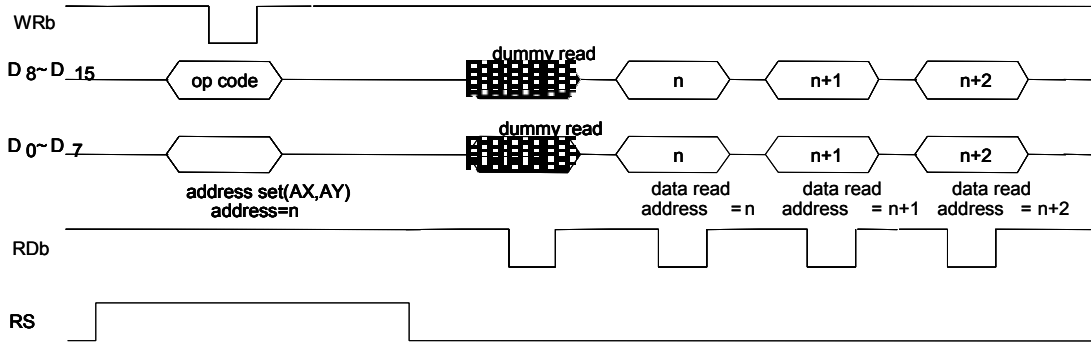 WRb
dummy read
D 8~ D 15
op code
n
n+1
n+2
dummy read
D 0~ D 7
n
n+1
n+2
address set(AX,AY)
address=n
data read
address = n
data read
address = n+1
data read
address = n+2
RDb
RS